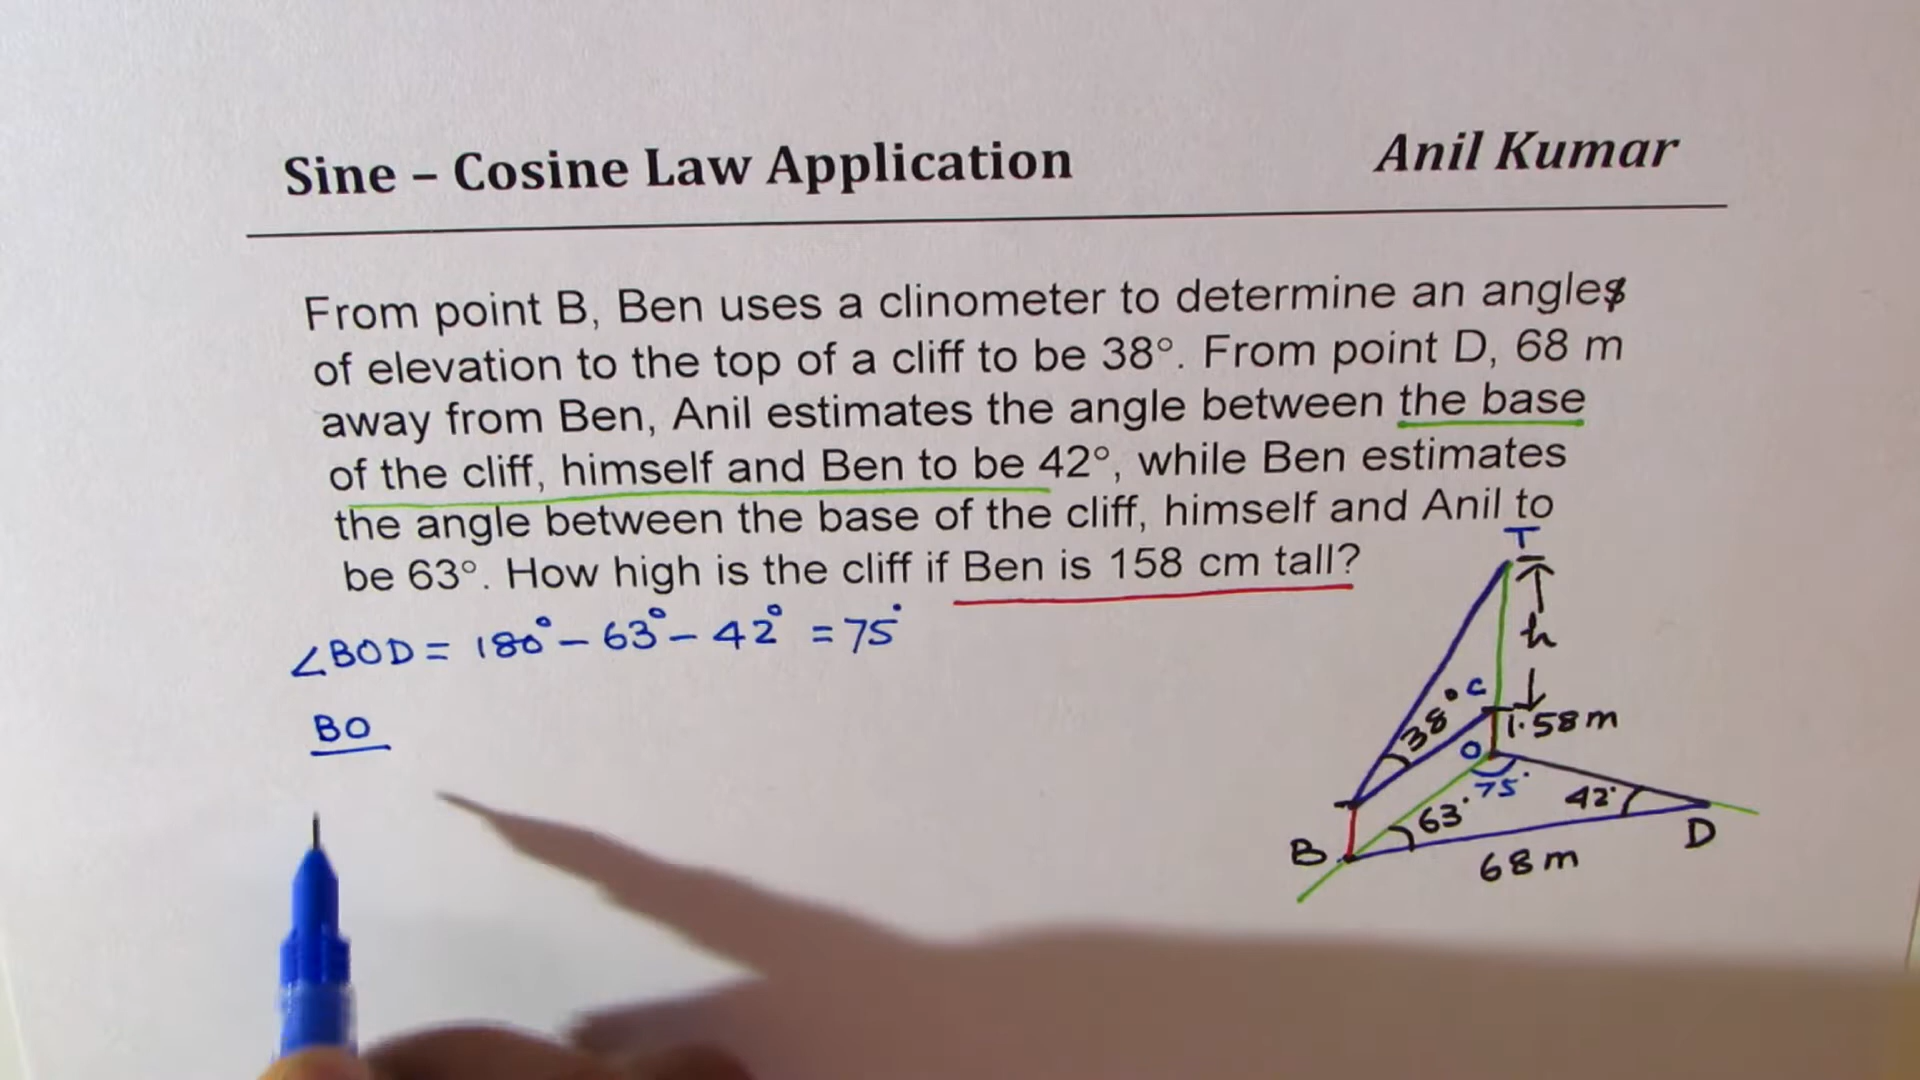 Sine – Cosine Law Application
Anil Kumar
From point B, Ben uses a clinometer to determine an angles
of elevation to the top of a cliff to be 38°. From point D, 68 m
away from Ben, Anil estimates the angle between the base
of the cliff, himself and Ben to be 42°, while Ben estimates
the angle between the base of the cliff, himself and Anil to
be 63°. How high is the cliff if Ben is 158 cm tall?
∠BOD = 180° – 63° – 42° = 75°
BO
T
h
C
38°
1.58 m
O
75°
42°
63°
D
B
68 m